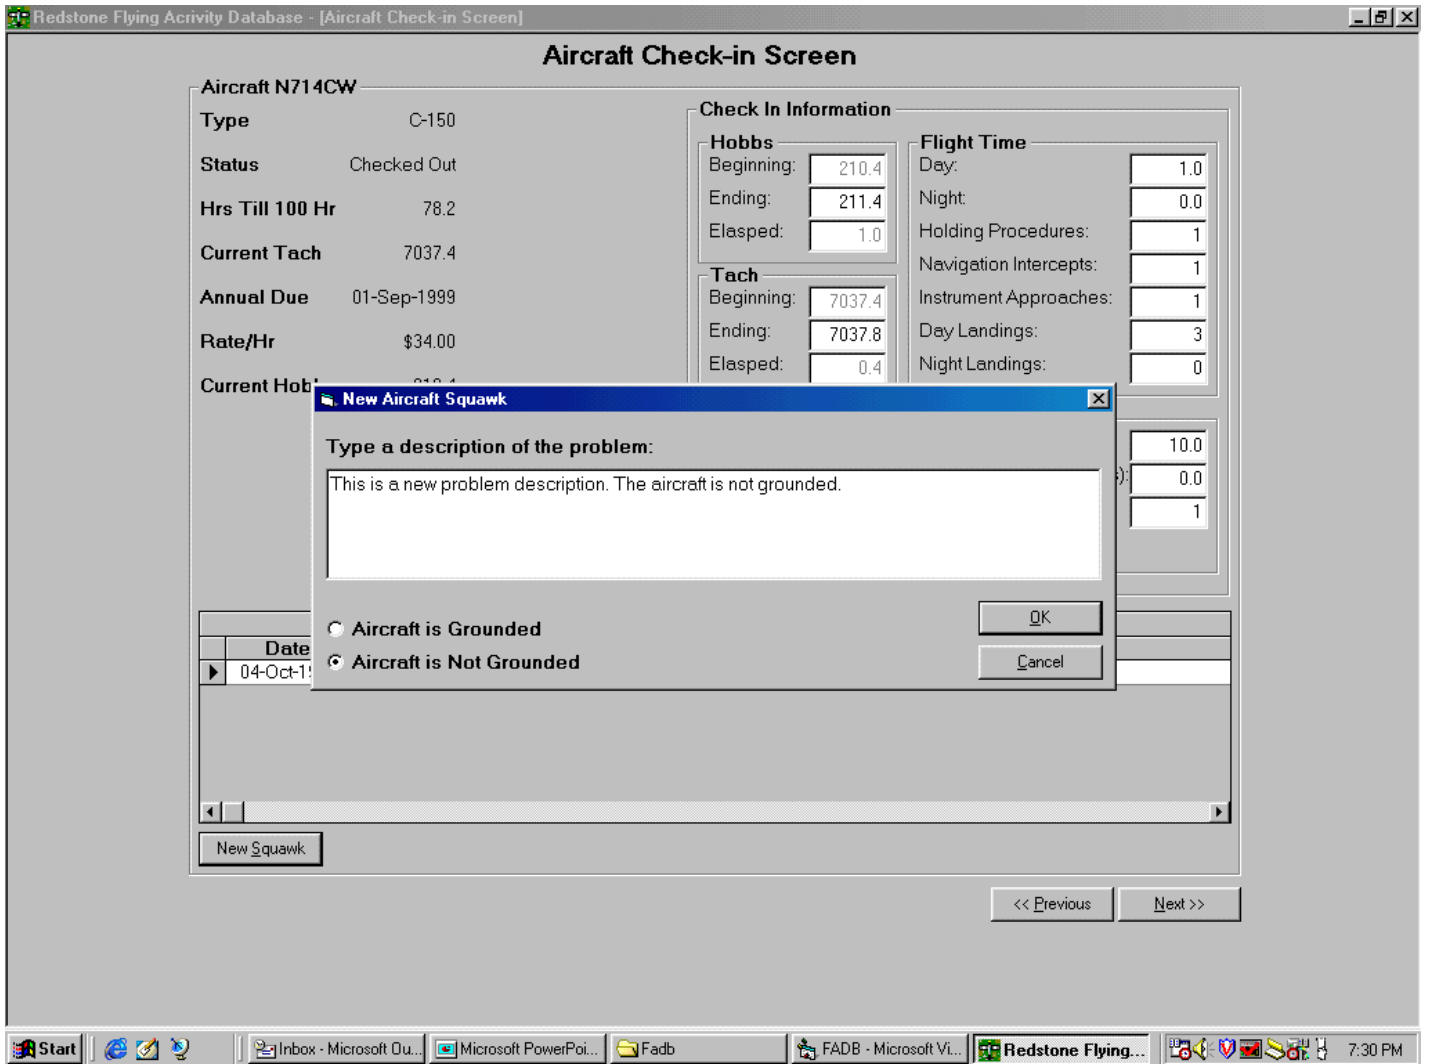 Redstone Flying Acrivity Database - [Aircraft Check-in Screen]
Aircraft Check-in Screen
Aircraft N714CW
Type C-150
Status Checked Out
Hrs Till 100 Hr 78.2
Current Tach 7037.4
Annual Due 01-Sep-1999
Rate/Hr $34.00
Current
Check In Information
Hobbs
Beginning: 210.4
Ending: 211.4
Elasped: 1.0
Tach
Beginning: 7037.4
Ending: 7037.8
Elasped: 0.4
Flight Time
Day: 1.0
Night: 0.0
Holding Procedures: 1
Navigation Intercepts: 1
Instrument Approaches: 1
Day Landings: 3
Night Landings: 0
10.0
0.0
1
New Aircraft Squawk
Type a description of the problem:
This is a new problem description. The aircraft is not grounded.
Aircraft is Grounded
Aircraft is Not Grounded
OK
Cancel
Date
04-Oct-1
New Squawk
<< Previous
Next >>
Start
Inbox - Microsoft Ou...
Microsoft PowerPoi...
Fadb
FADB - Microsoft Vi...
Redstone Flying...
7:30 PM